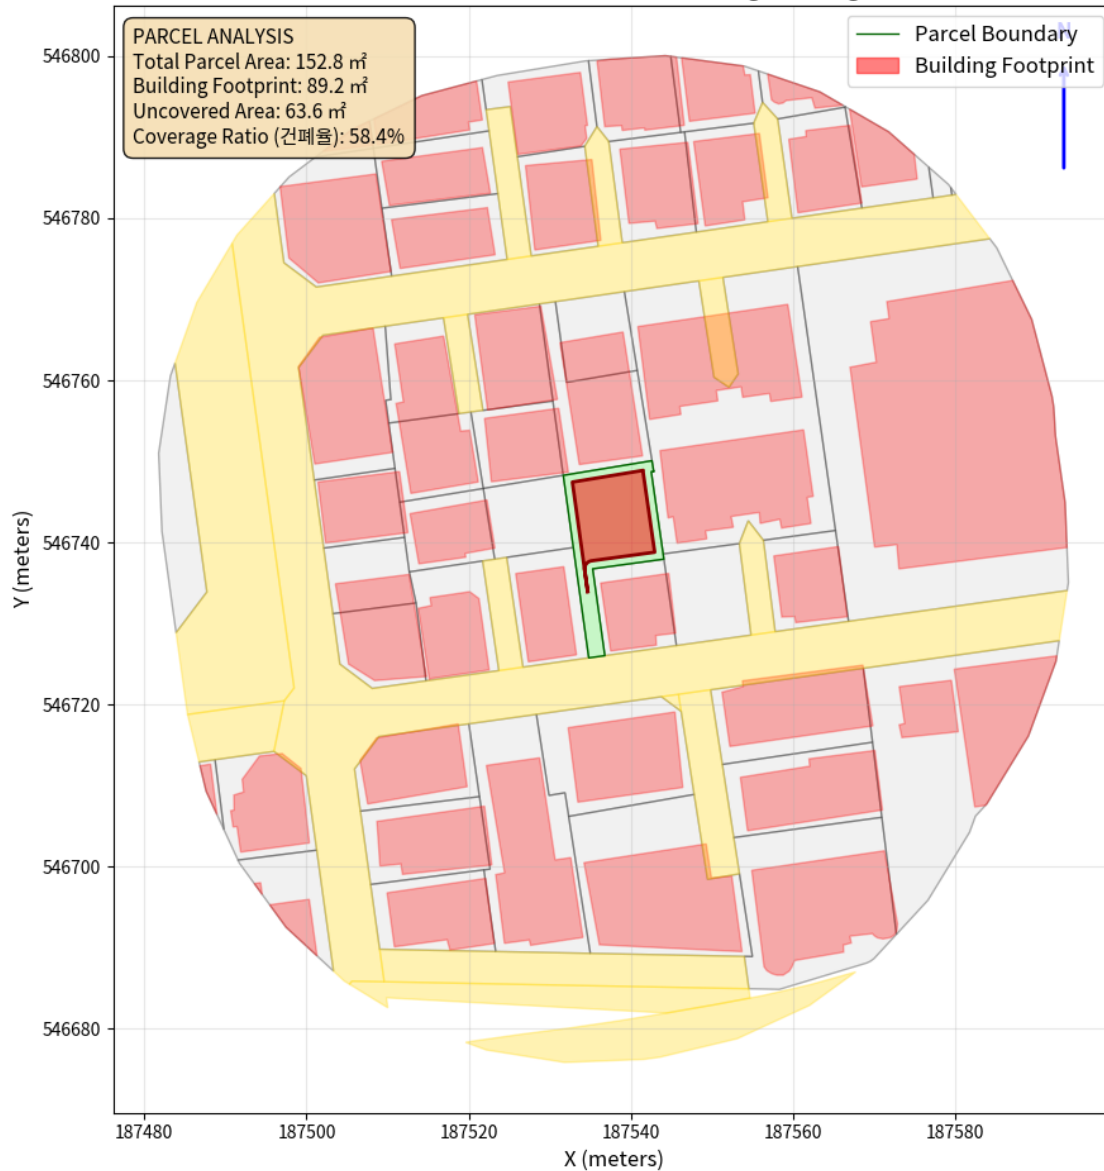 PARCEL ANALYSIS
Total Parcel Area: 152.8 ㎡
Building Footprint: 89.2 ㎡
Uncovered Area: 63.6 ㎡
Coverage Ratio (건폐율): 58.4%
Parcel Boundary
Building Footprint
N
546800
546780
546760
546740
546720
546700
546680
Y (meters)
187480
187500
187520
187540
187560
187580
X (meters)